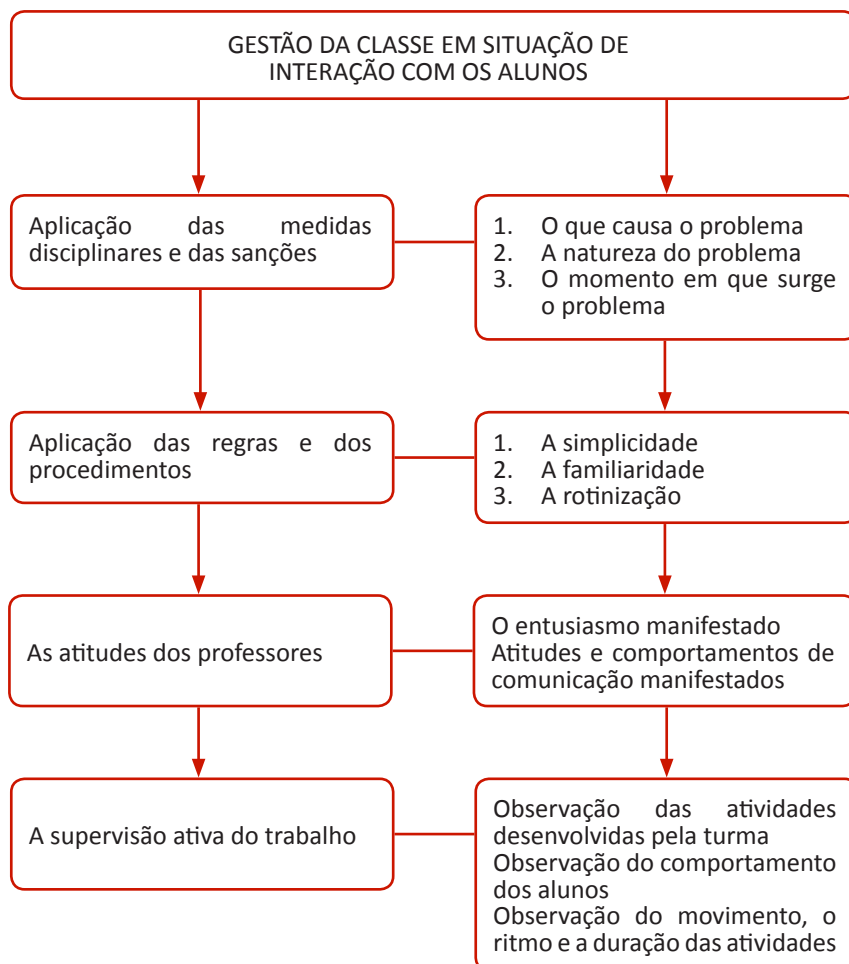 GESTÃO DA CLASSE EM SITUAÇÃO DE
INTERAÇÃO COM OS ALUNOS
Aplicação das medidas
disciplinares e das sanções
1. O que causa o problema
2. A natureza do problema
3. O momento em que surge
o problema
Aplicação das regras e dos
procedimentos
1. A simplicidade
2. A familiaridade
3. A rotinização
As atitudes dos professores
O entusiasmo manifestado
Atitudes e comportamentos de
comunicação manifestados
A supervisão ativa do trabalho
Observação das atividades
desenvolvidas pela turma
Observação do comportamento
dos alunos
Observação do movimento, o
ritmo e a duração das atividades